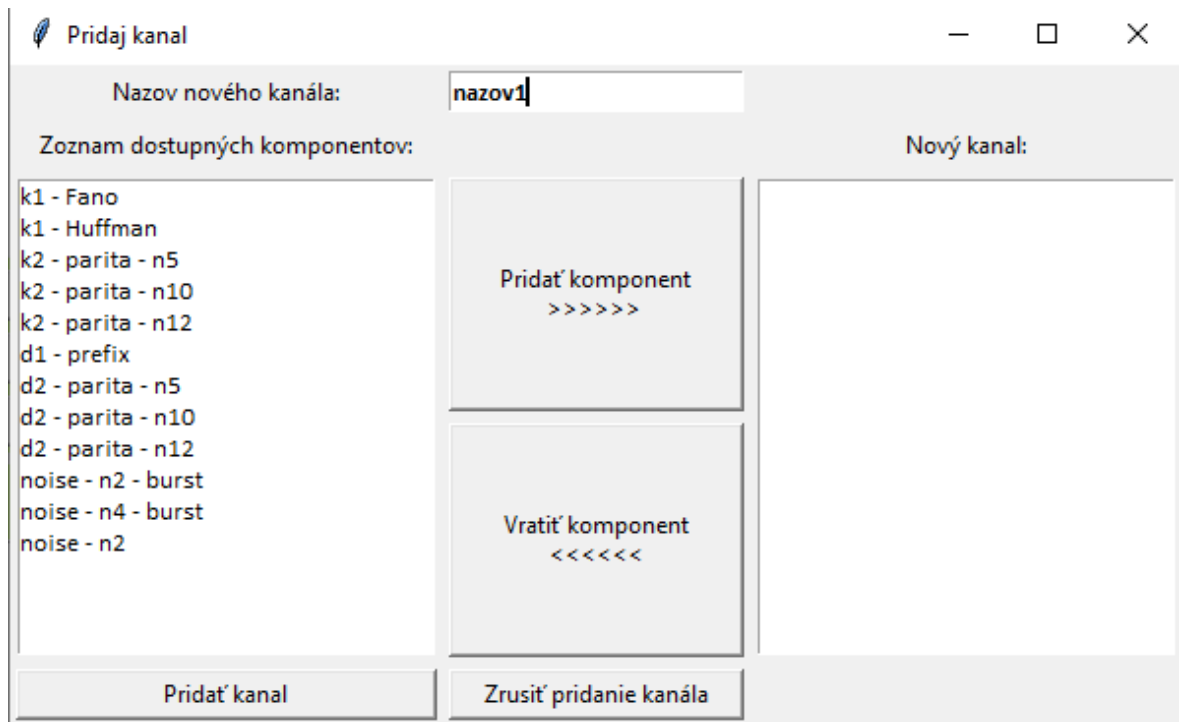 Pridaj kanal
Nazov nového kanála:
nazov1
Zoznam dostupných komponentov:
Nový kanal:
k1 - Fano
k1 - Huffman
k2 - parita - n5
k2 - parita - n10
k2 - parita - n12
d1 - prefix
d2 - parita - n5
d2 - parita - n10
d2 - parita - n12
noise - n2 - burst
noise - n4 - burst
noise - n2
Pridať komponent
>>>>>>
Vratiť komponent
<<<<<<
Pridať kanal
Zrusiť pridanie kanála